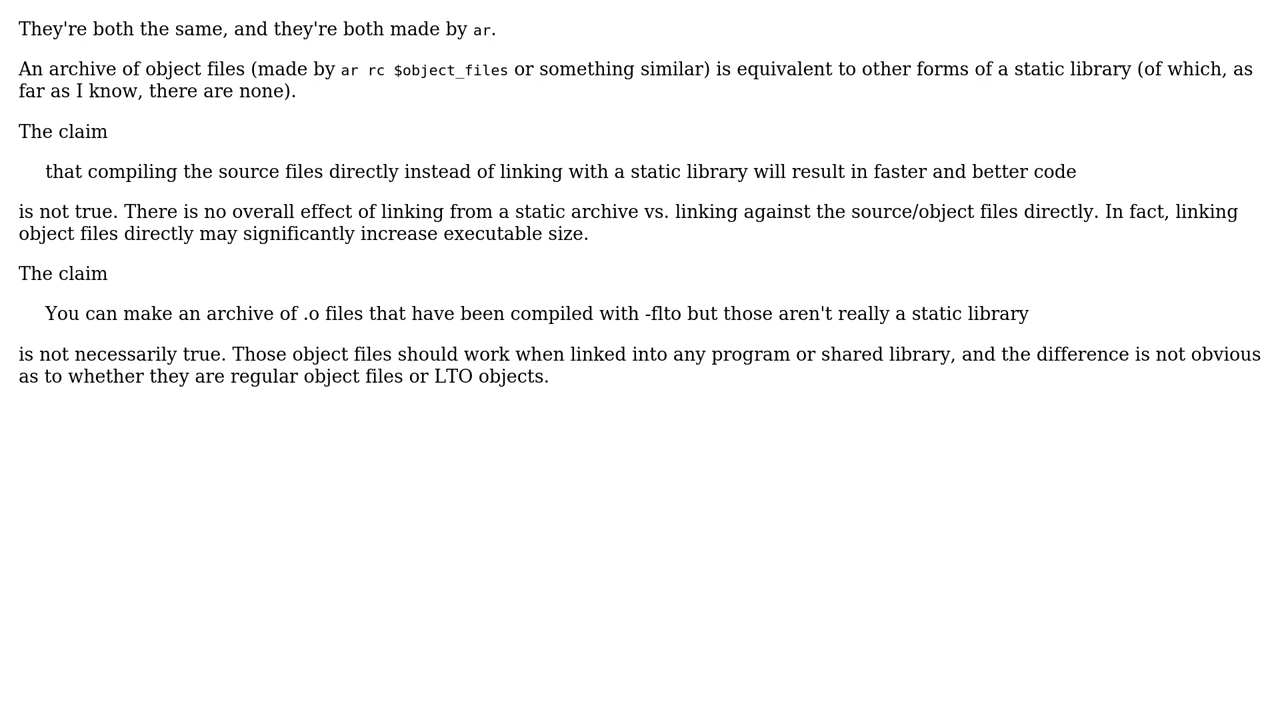 They're both the same, and they're both made by ar.
An archive of object files (made by ar rc $object_files or something similar) is equivalent to other forms of a static library (of which, as
far as I know, there are none).
The claim
that compiling the source files directly instead of linking with a static library will result in faster and better code
is not true. There is no overall effect of linking from a static archive vs. linking against the source/object files directly. In fact, linking
object files directly may significantly increase executable size.
The claim
You can make an archive of .o files that have been compiled with -flto but those aren't really a static library
is not necessarily true. Those object files should work when linked into any program or shared library, and the difference is not obvious
as to whether they are regular object files or LTO objects.